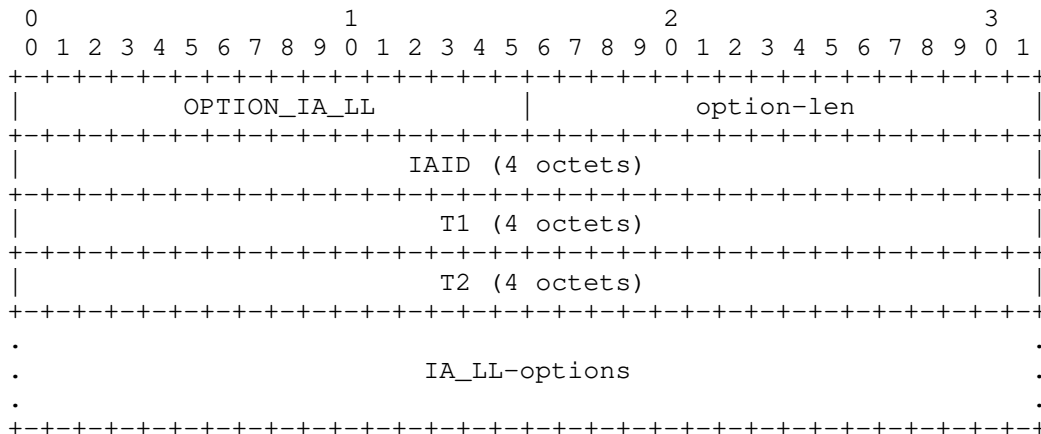 0                   1                   2                   3
 0 1 2 3 4 5 6 7 8 9 0 1 2 3 4 5 6 7 8 9 0 1 2 3 4 5 6 7 8 9 0 1
+-+-+-+-+-+-+-+-+-+-+-+-+-+-+-+-+-+-+-+-+-+-+-+-+-+-+-+-+-+-+-+-+
|          OPTION_IA_LL         |          option-len           |
+-+-+-+-+-+-+-+-+-+-+-+-+-+-+-+-+-+-+-+-+-+-+-+-+-+-+-+-+-+-+-+-+
|                        IAID (4 octets)                        |
+-+-+-+-+-+-+-+-+-+-+-+-+-+-+-+-+-+-+-+-+-+-+-+-+-+-+-+-+-+-+-+-+
|                          T1 (4 octets)                        |
+-+-+-+-+-+-+-+-+-+-+-+-+-+-+-+-+-+-+-+-+-+-+-+-+-+-+-+-+-+-+-+-+
|                          T2 (4 octets)                        |
+-+-+-+-+-+-+-+-+-+-+-+-+-+-+-+-+-+-+-+-+-+-+-+-+-+-+-+-+-+-+-+-+
.                                                               .
.                         IA_LL-options                         .
.                                                               .
+-+-+-+-+-+-+-+-+-+-+-+-+-+-+-+-+-+-+-+-+-+-+-+-+-+-+-+-+-+-+-+-+